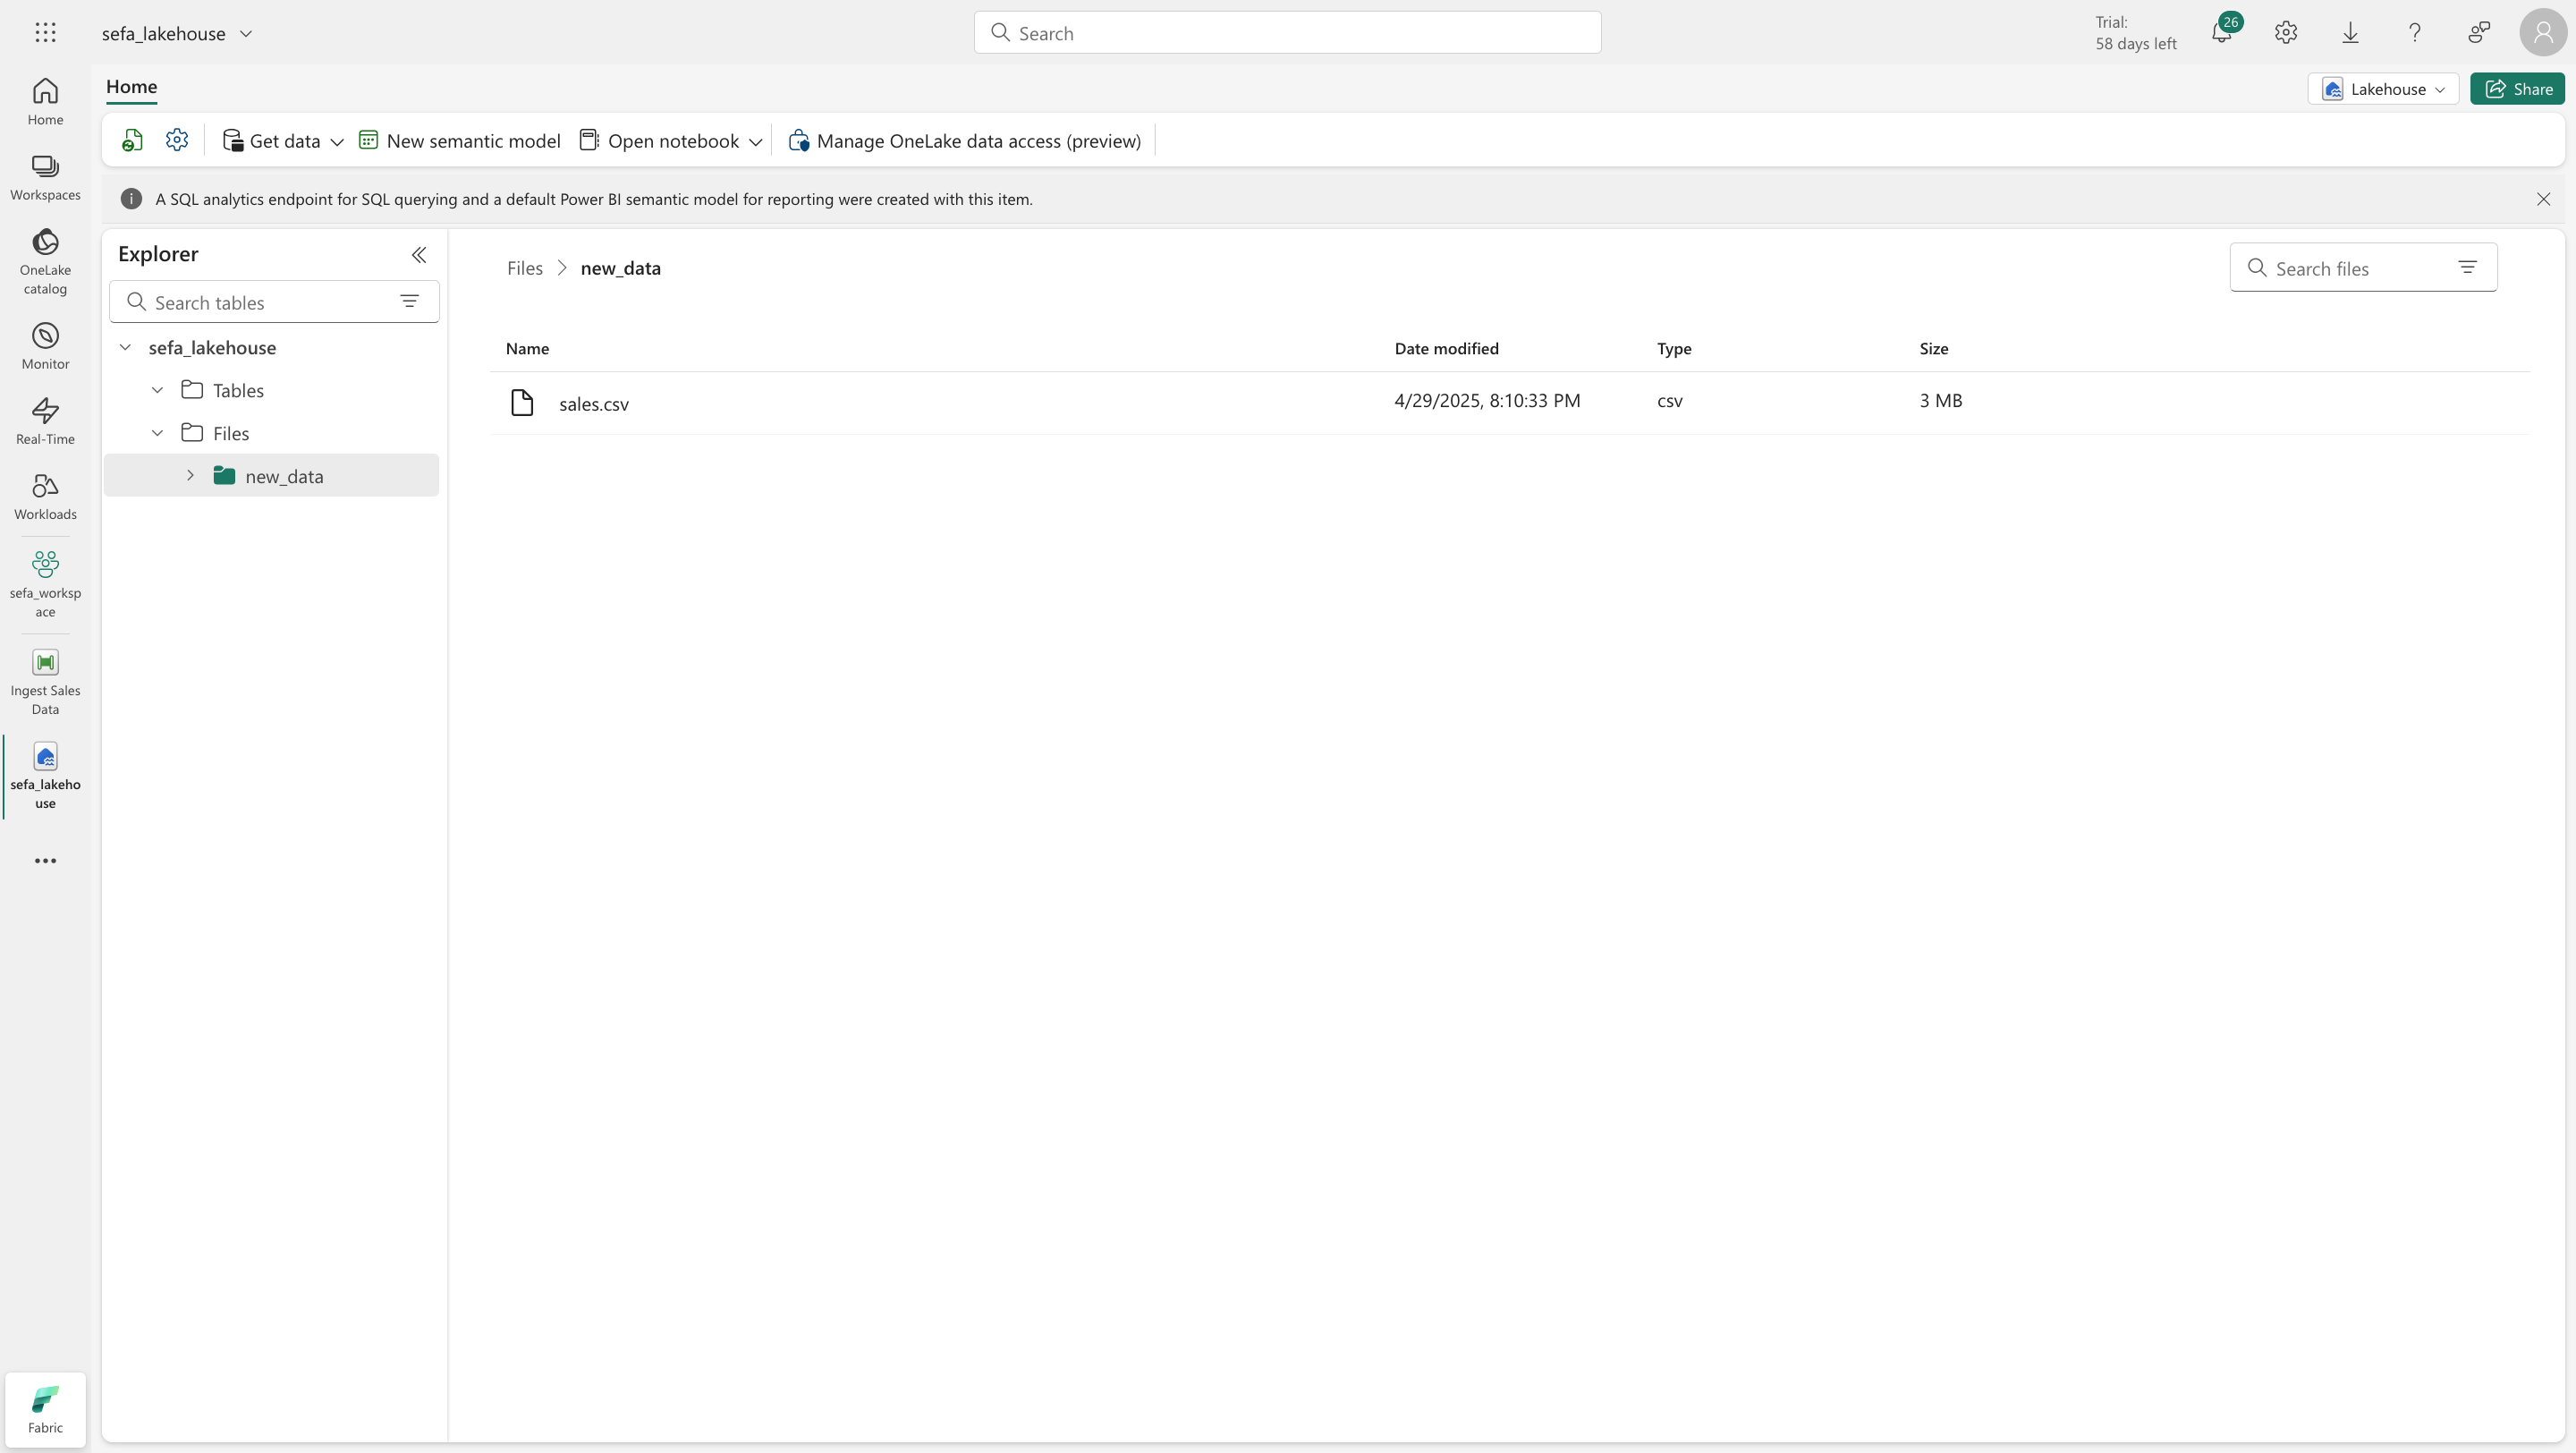 sefa_lakehouse
Search
Trial:
58 days left
26
Home
Lakehouse
Share
Get data
New semantic model
Open notebook
Manage OneLake data access (preview)
A SQL analytics endpoint for SQL querying and a default Power BI semantic model for reporting were created with this item.
Home
Workspaces
OneLake
catalog
Monitor
Real-Time
Workloads
sefa_worksp
ace
Ingest Sales
Data
sefa_lakeho
use
Fabric
Explorer
Search tables
sefa_lakehouse
Tables
Files
new_data
Files > new_data
Search files
Name Date modified Type Size
sales.csv 4/29/2025, 8:10:33 PM csv 3 MB